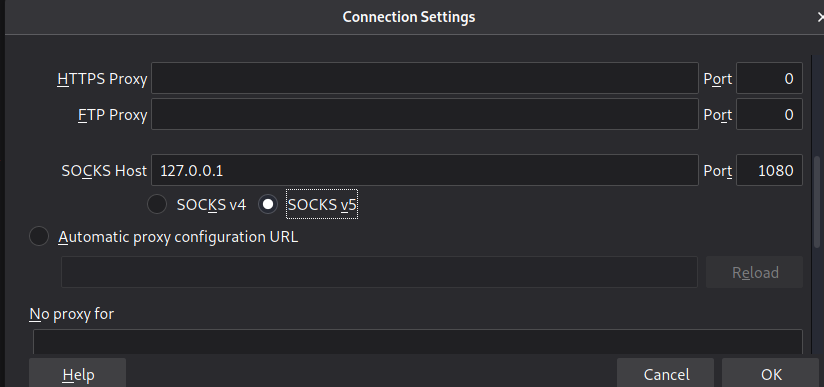 Connection Settings
HTTPS Proxy Port 0
FTP Proxy Port 0
SOCKS Host 127.0.0.1 Port 1080
SOCKS v4 SOCKS v5
Automatic proxy configuration URL
Reload
No proxy for
Help Cancel OK